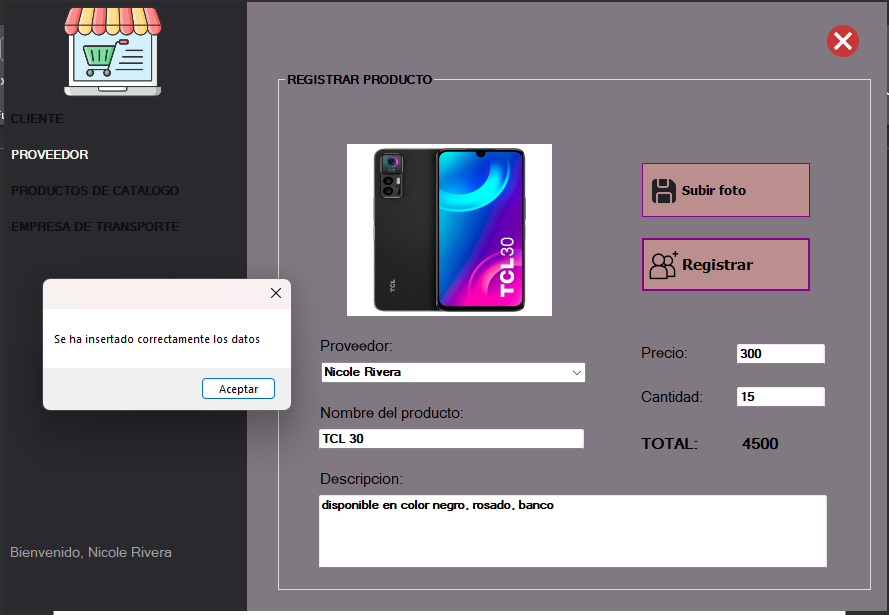 CLIENTE
PROVEEDOR
PRODUCTOS DE CATALOGO
EMPRESA DE TRANSPORTE
Se ha insertado correctamente los datos
Aceptar
Bienvenido, Nicole Rivera
REGISTRAR PRODUCTO
TCL
TCL30
Subir foto
Registrar
Proveedor:
Nicole Rivera
Nombre del producto:
TCL 30
Precio: 300
Cantidad: 15
TOTAL: 4500
Descripcion:
disponible en color negro, rosado, banco